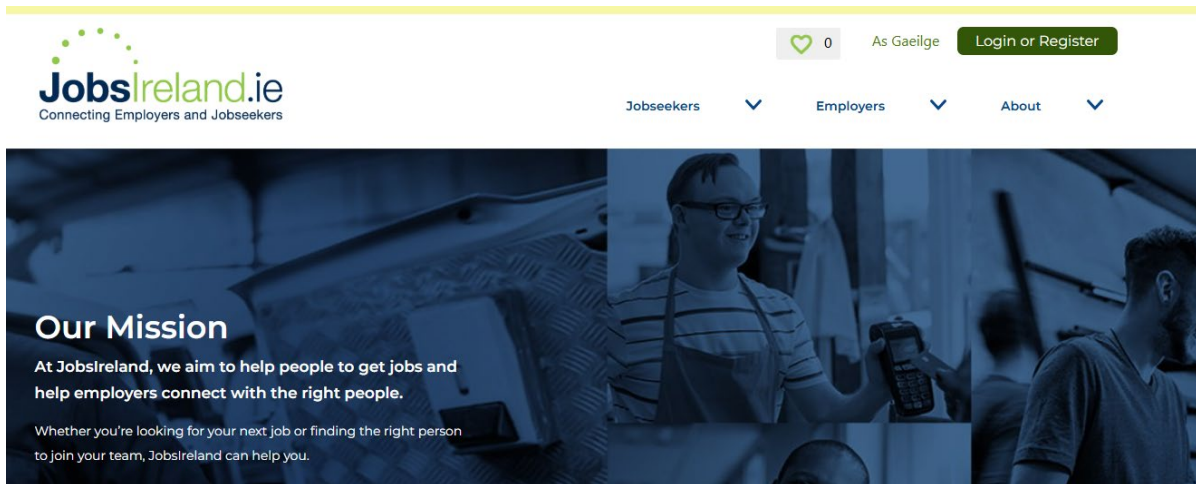 JobsIreland.ie
Connecting Employers and Jobseekers
0
As Gaeilge
Login or Register
Jobseekers
Employers
About
Our Mission
At JobsIreland, we aim to help people to get jobs and
help employers connect with the right people.
Whether you're looking for your next job or finding the right person
to join your team, JobsIreland can help you.